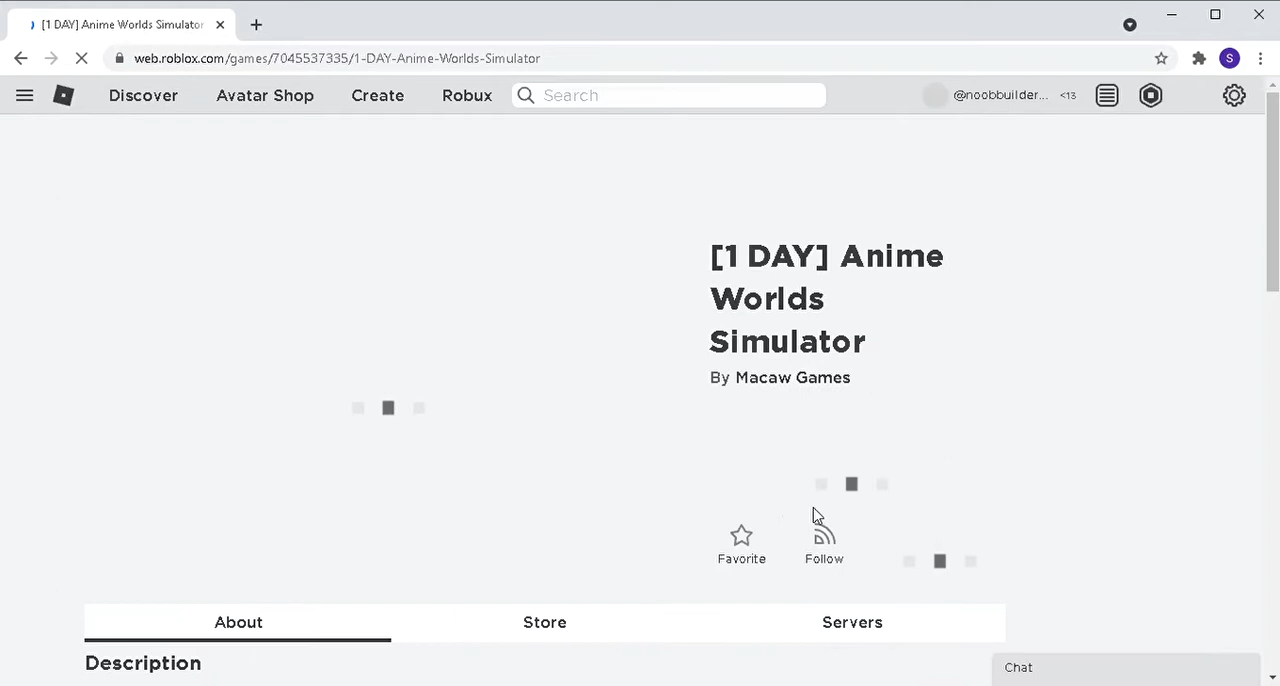 [1 DAY] Anime Worlds Simulator
web.roblox.com/games/7045537335/1-DAY-Anime-Worlds-Simulator
S
Discover
Avatar Shop
Create
Robux
Search
@noobbuilder...
<13
[1 DAY] Anime
Worlds
Simulator
By Macaw Games
Favorite
Follow
About
Store
Servers
Description
Chat